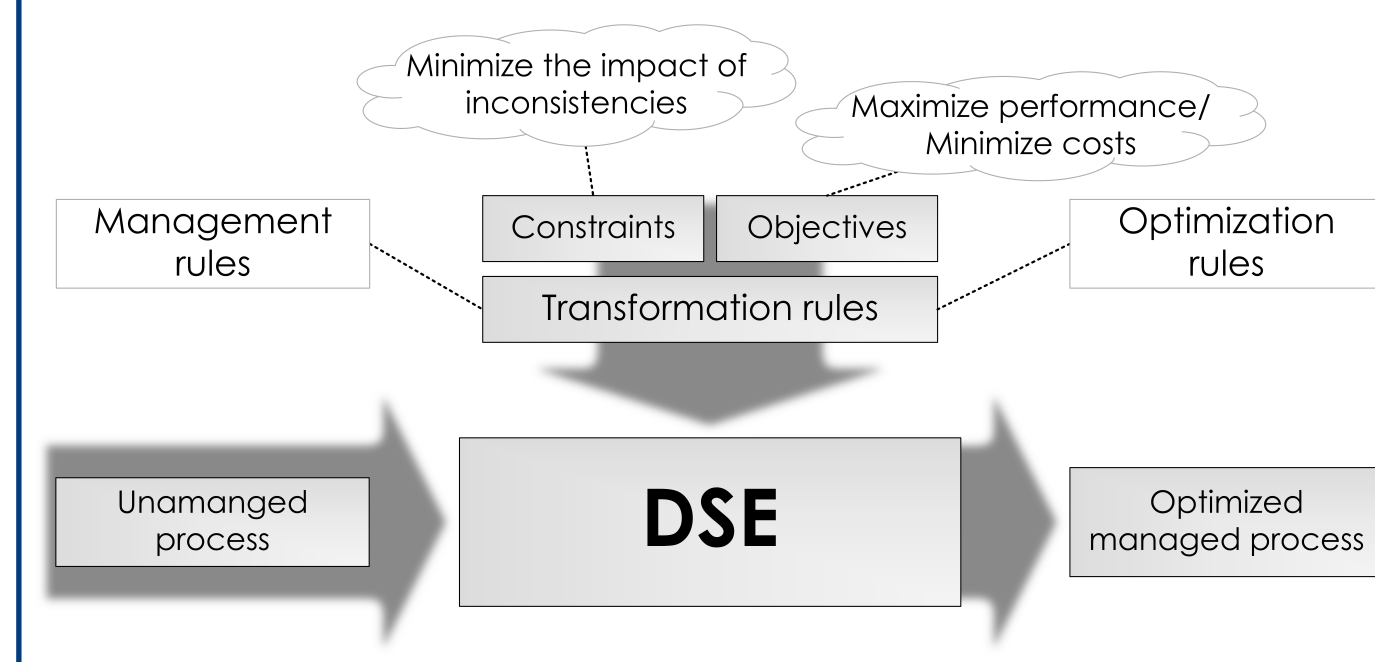 Minimize the impact of
inconsistencies
Maximize performance/
Minimize costs
Management
rules
Constraints
Objectives
Optimization
rules
Transformation rules
Unamanged
process
DSE
Optimized
managed process